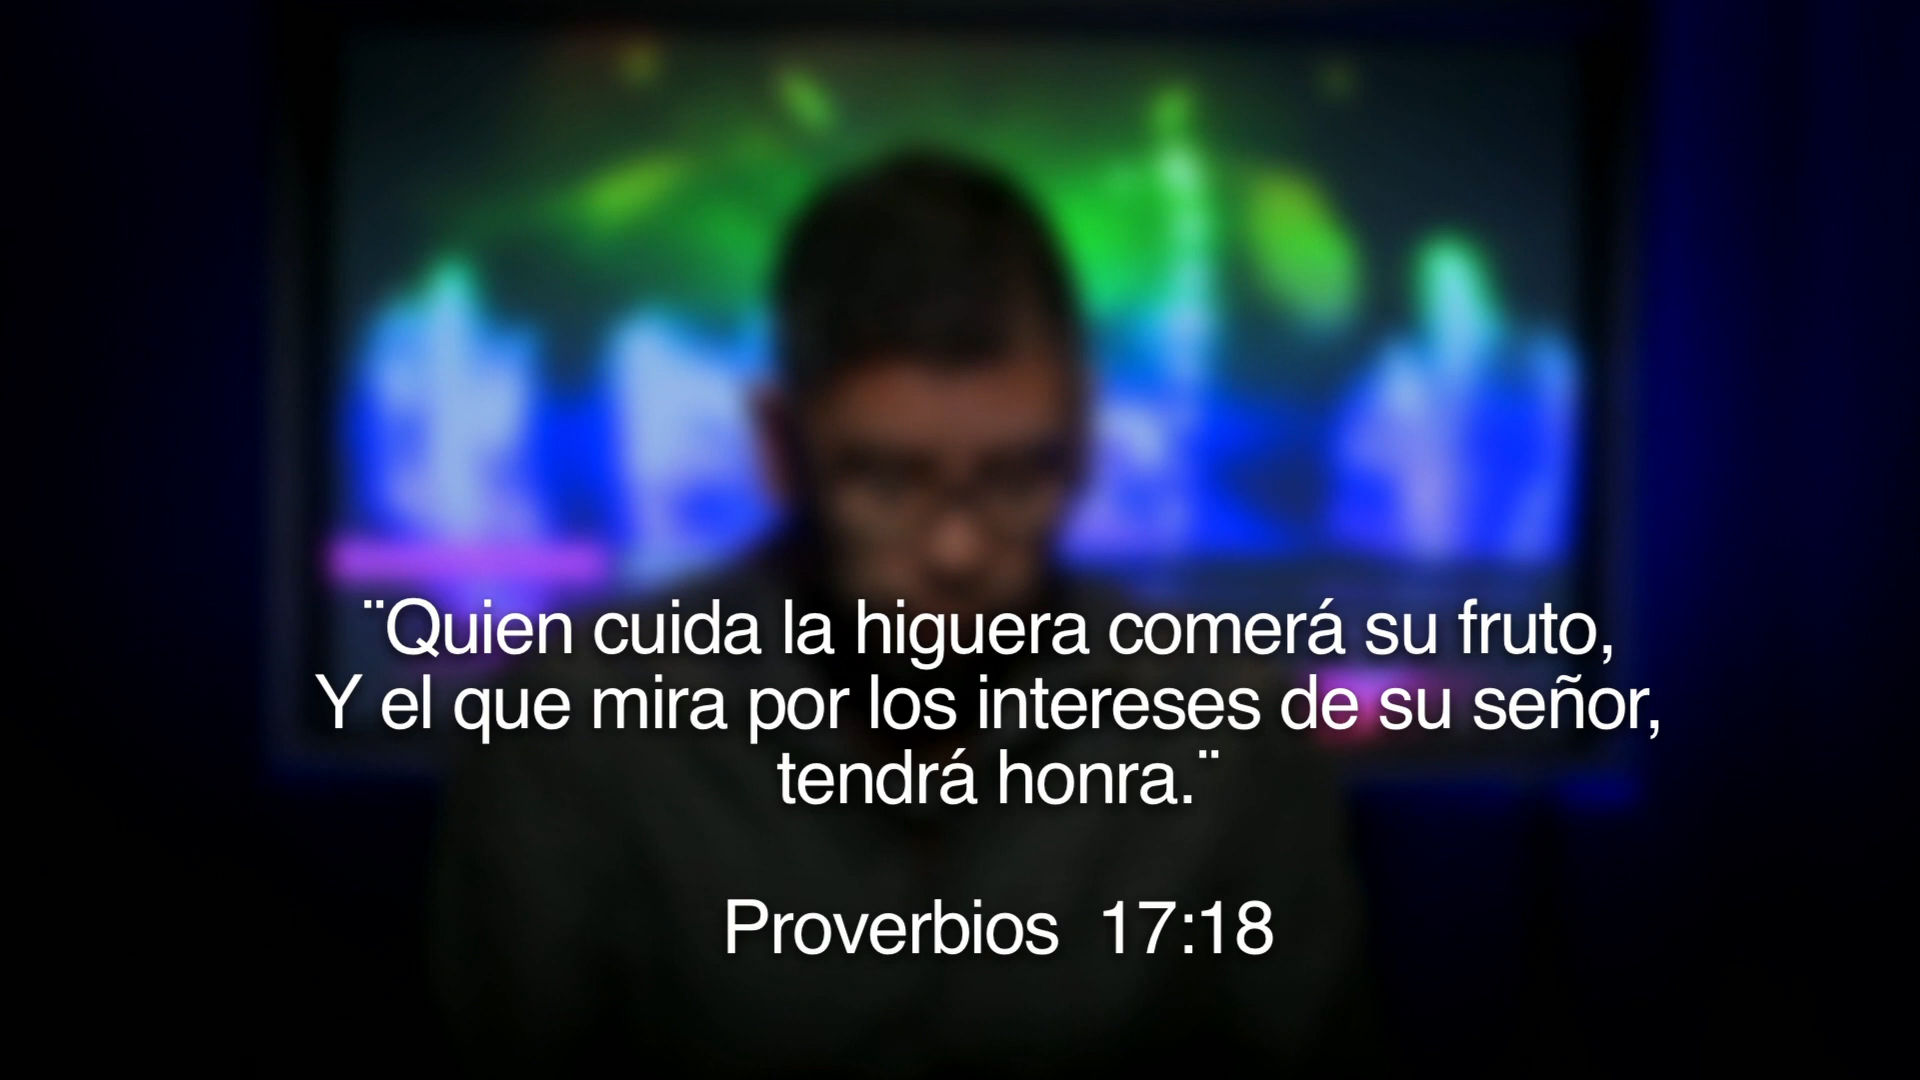 ¨Quien cuida la higuera comerá su fruto,
Y el que mira por los intereses de su señor,
tendrá honra.¨
Proverbios 17:18